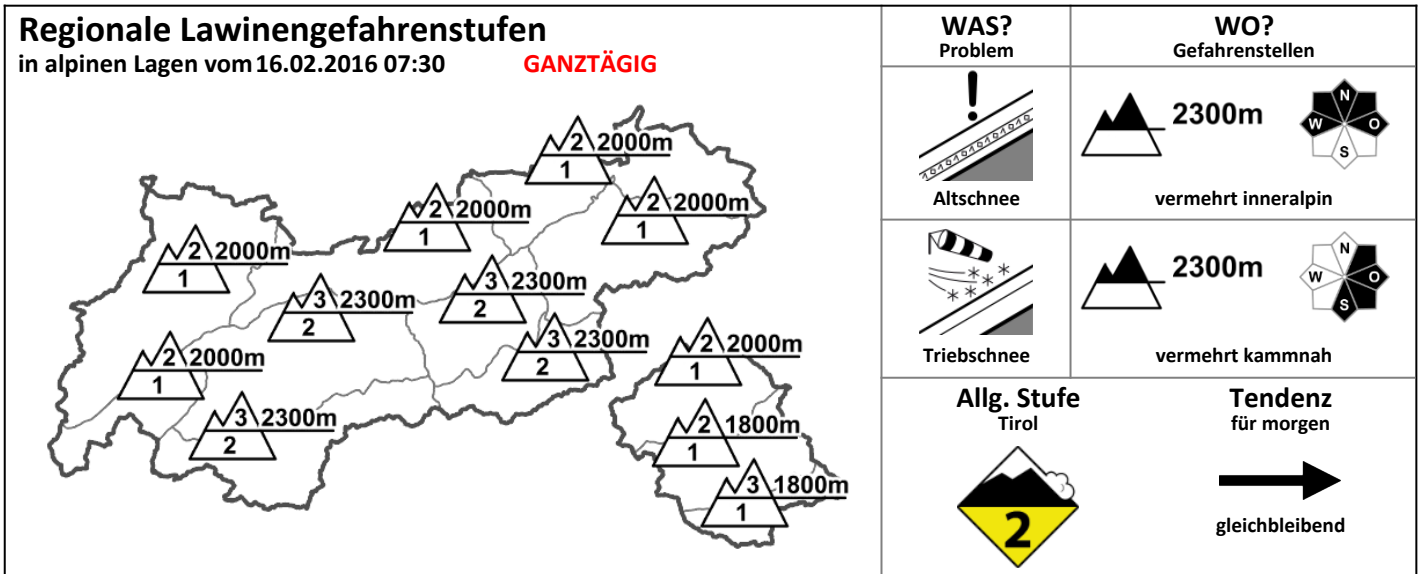 Regionale Lawinengefahrenstufen
in alpinen Lagen vom 16.02.2016 07:30 GANZTÄGIG
2 2000m
1
2 2000m
1
2 2000m
1
2 2000m
1
3 2300m
2
3 2300m
2
3 2300m
2
2 2000m
1
2 2000m
1
3 2300m
2
2 1800m
1
3 1800m
1
WAS?
Problem
WO?
Gefahrenstellen
!
Altschnee
2300m
N
W O
S
vermehrt inneralpin
Triebschnee
2300m
N
W O
S
vermehrt kammnah
Allg. Stufe
Tirol
2
Tendenz
für morgen
gleichbleibend